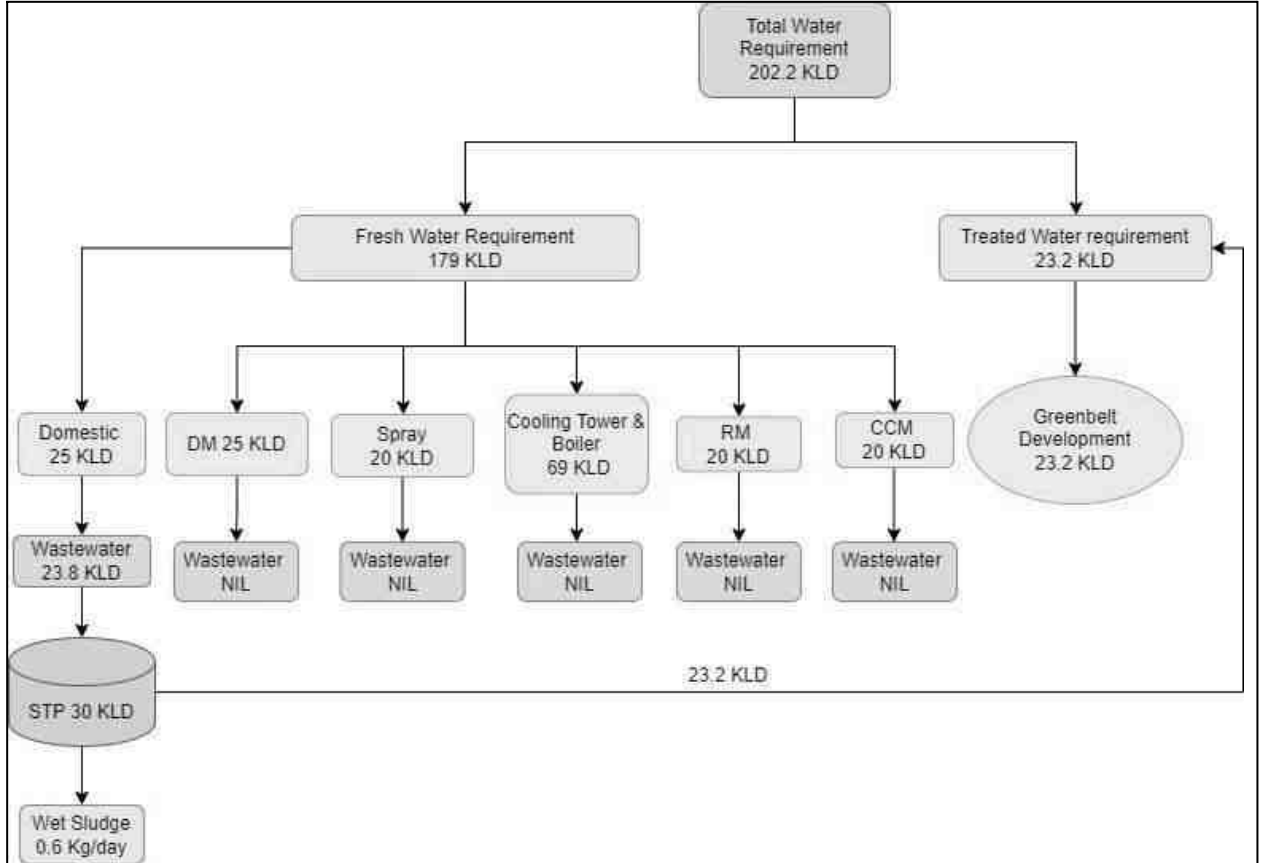 Total Water
Requirement
202.2 KLD
Fresh Water Requirement
179 KLD
Treated Water requirement
23.2 KLD
Domestic
25 KLD
DM 25 KLD
Spray
20 KLD
Cooling Tower &
Boiler
69 KLD
RM
20 KLD
CCM
20 KLD
Greenbelt
Development
23.2 KLD
Wastewater
23.8 KLD
Wastewater
NIL
Wastewater
NIL
Wastewater
NIL
Wastewater
NIL
Wastewater
NIL
23.2 KLD
STP 30 KLD
Wet Sludge
0.6 Kg/day